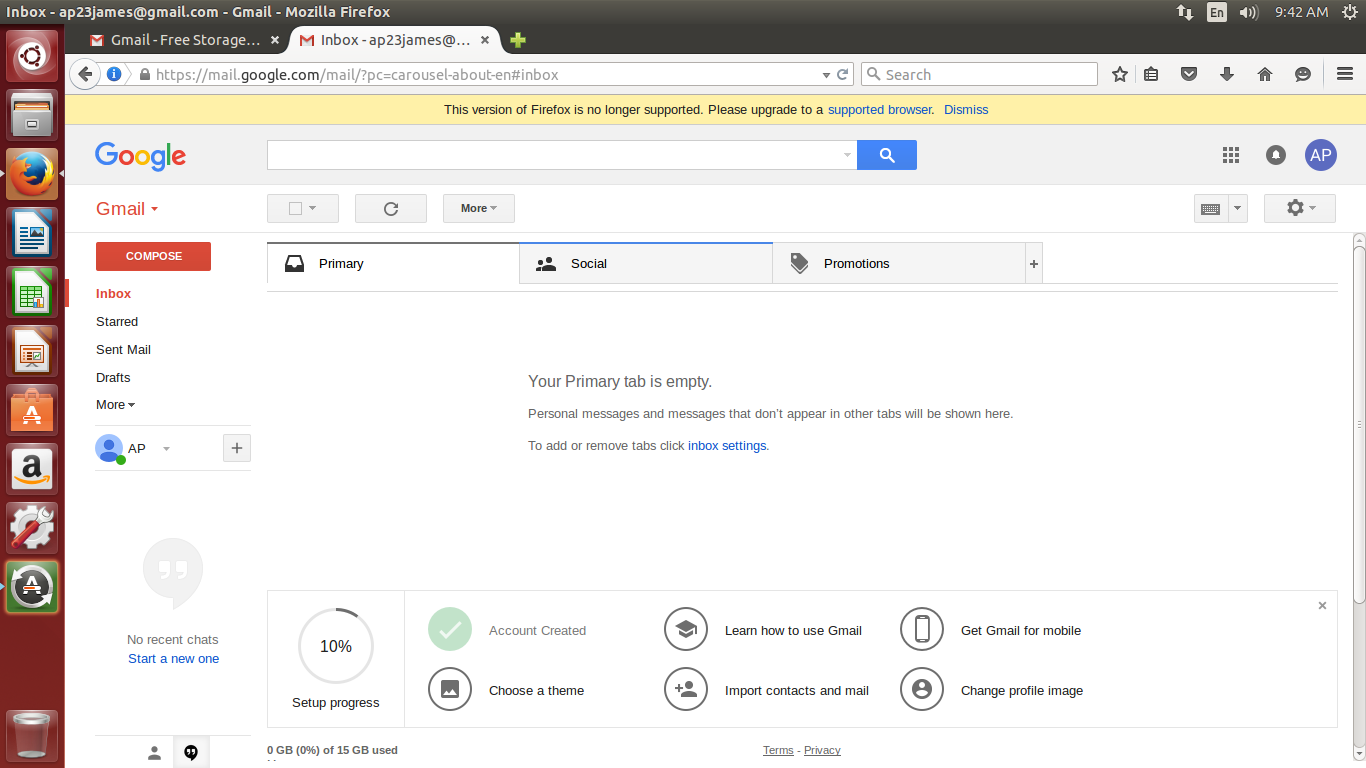 Inbox - ap23james@gmail.com - Gmail - Mozilla Firefox
En
9:42 AM
Gmail - Free Storage...
Inbox - ap23james@...
https://mail.google.com/mail/?pc=carousel-about-en#inbox
Search
This version of Firefox is no longer supported. Please upgrade to a supported browser. Dismiss
Google
AP
Gmail
More
COMPOSE
Primary
Social
Promotions
Inbox
Starred
Sent Mail
Drafts
More
AP
Your Primary tab is empty.
Personal messages and messages that don't appear in other tabs will be shown here.
To add or remove tabs click inbox settings.
No recent chats
Start a new one
10%
Setup progress
Account Created
Learn how to use Gmail
Get Gmail for mobile
Choose a theme
Import contacts and mail
Change profile image
0 GB (0%) of 15 GB used
Terms - Privacy